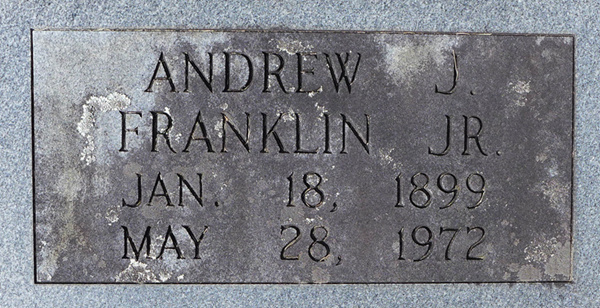 ANDREW J.
FRANKLIN JR.
JAN. 18, 1899
MAY 28, 1972